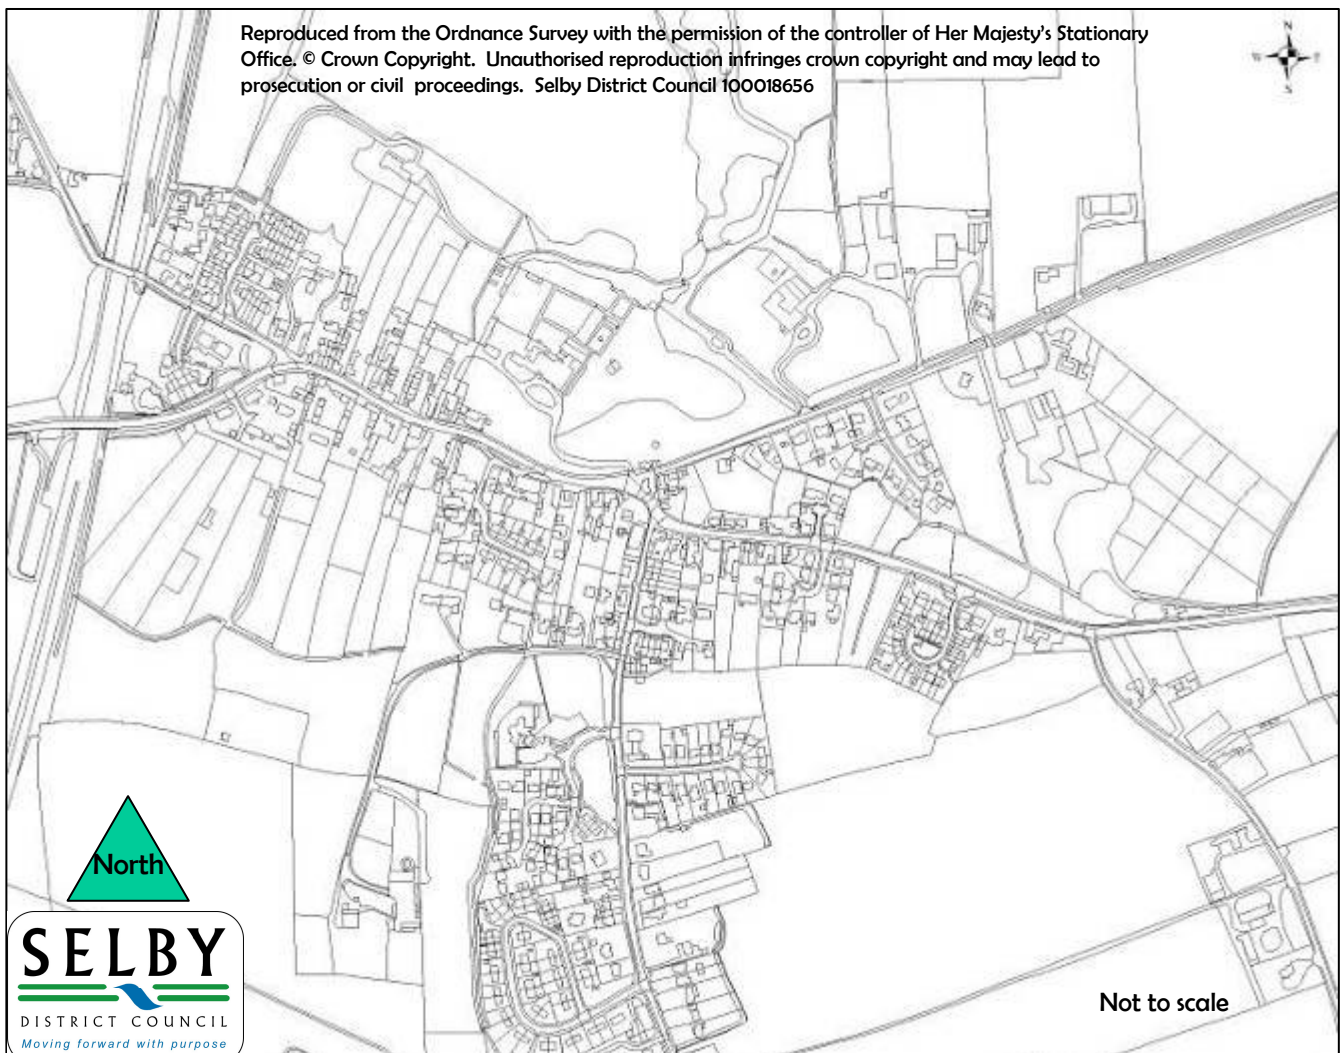 Reproduced from the Ordnance Survey with the permission of the controller of Her Majesty's Stationary
Office. © Crown Copyright.  Unauthorised reproduction infringes crown copyright and may lead to
prosecution or civil  proceedings.  Selby District Council 100018656
N
W
S
North
SELBY
DISTRICT COUNCIL
Moving forward with purpose
Not to scale